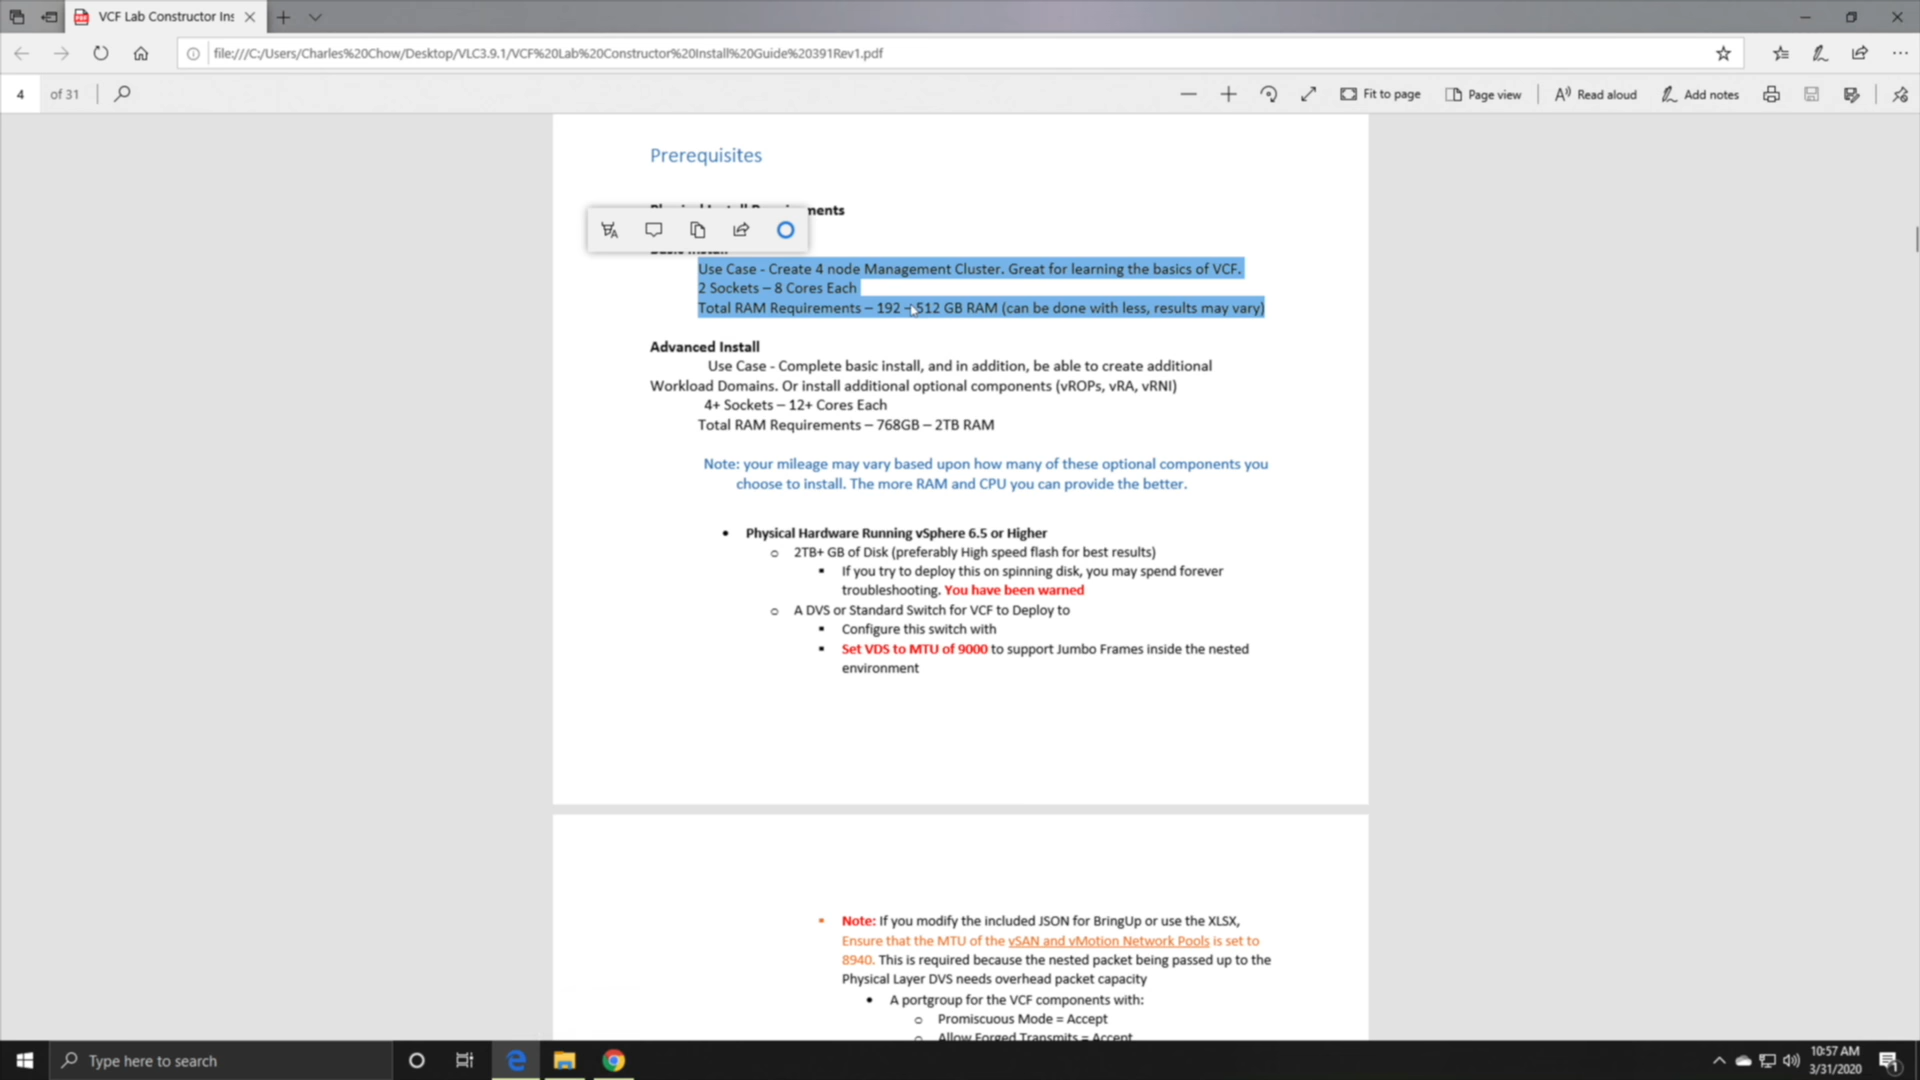 VCF Lab Constructor Ins
file:///C:/Users/Charles%20Chow/Desktop/VLC3.9.1/VCF%20Lab%20Constructor%20Install%20Guide%20391Rev1.pdf
4 of 31
Fit to page
Page view
Read aloud
Add notes
Prerequisites
ments
Basic Install
Use Case - Create 4 node Management Cluster. Great for learning the basics of VCF.
2 Sockets – 8 Cores Each
Total RAM Requirements – 192 – 512 GB RAM (can be done with less, results may vary)
Advanced Install
Use Case - Complete basic install, and in addition, be able to create additional
Workload Domains. Or install additional optional components (vROPs, vRA, vRNI)
4+ Sockets – 12+ Cores Each
Total RAM Requirements – 768GB – 2TB RAM
Note: your mileage may vary based upon how many of these optional components you
choose to install. The more RAM and CPU you can provide the better.
• Physical Hardware Running vSphere 6.5 or Higher
o 2TB+ GB of Disk (preferably High speed flash for best results)
▪ If you try to deploy this on spinning disk, you may spend forever
troubleshooting. You have been warned
o A DVS or Standard Switch for VCF to Deploy to
▪ Configure this switch with
▪ Set VDS to MTU of 9000 to support Jumbo Frames inside the nested
environment
▪ Note: If you modify the included JSON for BringUp or use the XLSX,
Ensure that the MTU of the vSAN and vMotion Network Pools is set to
8940. This is required because the nested packet being passed up to the
Physical Layer DVS needs overhead packet capacity
• A portgroup for the VCF components with:
o Promiscuous Mode = Accept
o Allow Forged Transmits = Accept
Type here to search
10:57 AM
3/31/2020
1